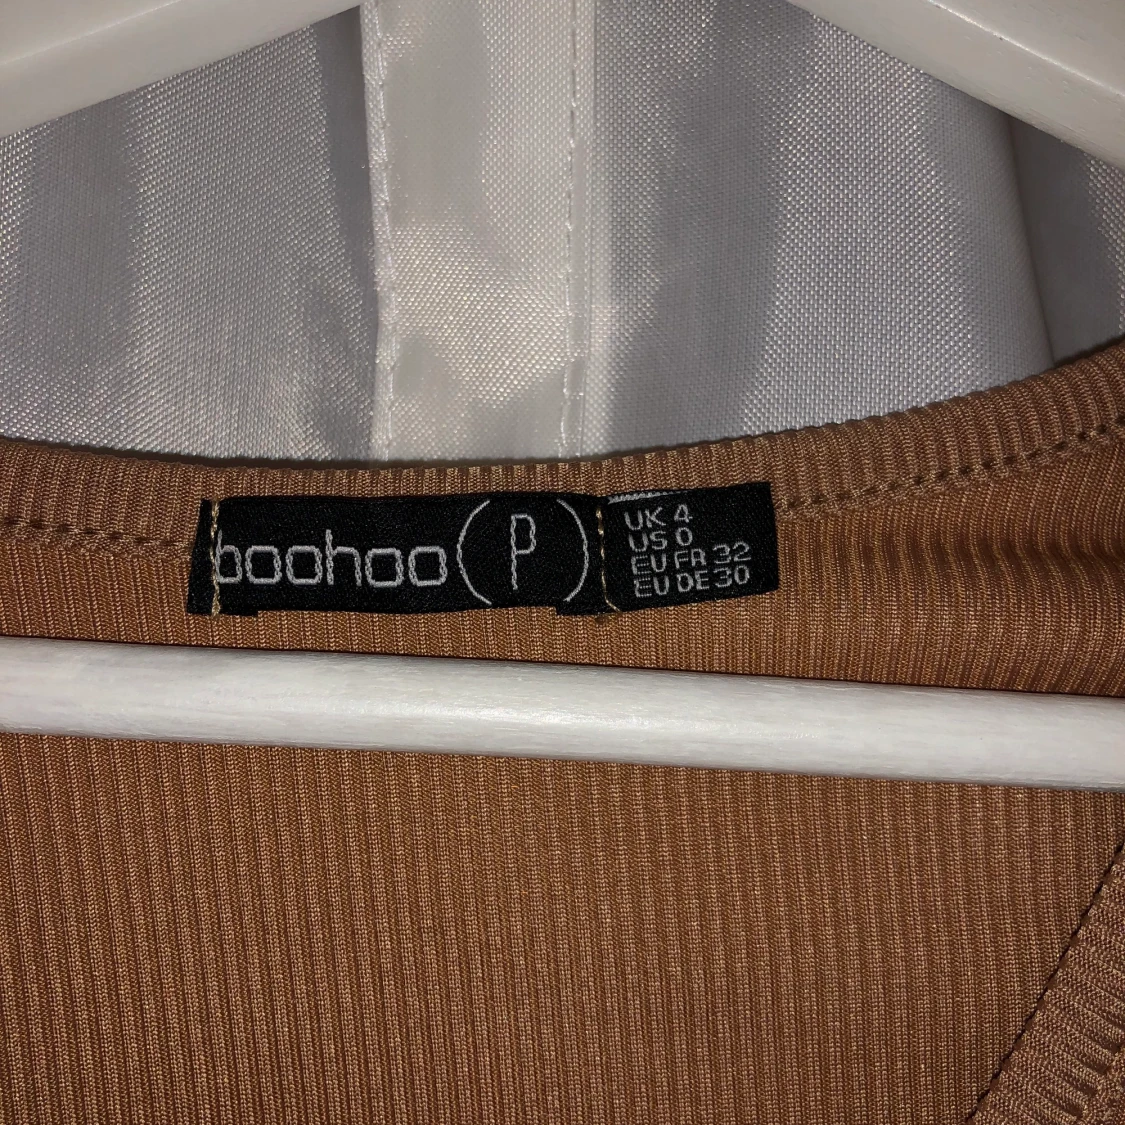 boohoo P
UK 4
US 0
EU FR 32
EU DE 30